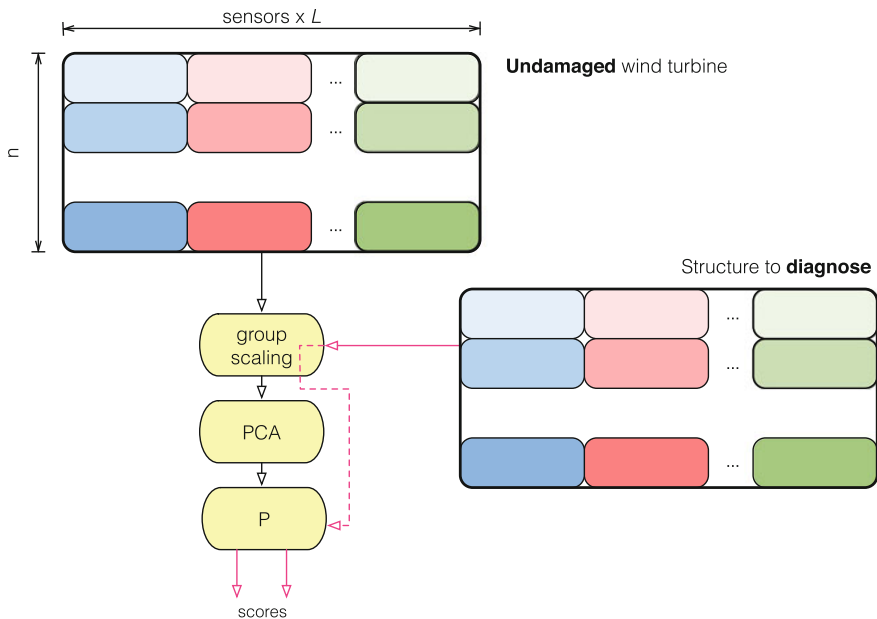 sensors x L
Undamaged wind turbine
...
...
n
...
Structure to diagnose
...
group
scaling
...
PCA
...
P
scores